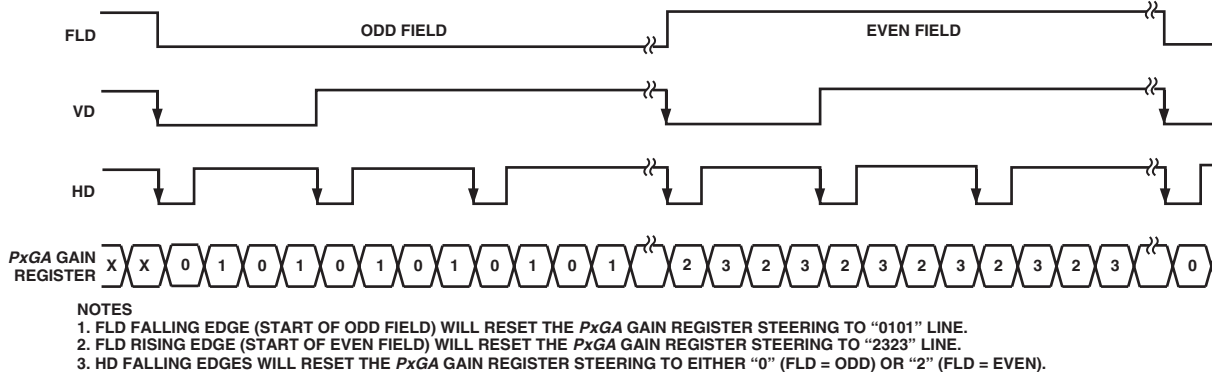 FLD
ODD FIELD
EVEN FIELD
VD
HD
PxGA GAIN
REGISTER
X X 0 1 0 1 0 1 0 1 0 1 0 1 2 3 2 3 2 3 2 3 2 3 2 3 0
NOTES
1. FLD FALLING EDGE (START OF ODD FIELD) WILL RESET THE PxGA GAIN REGISTER STEERING TO “0101” LINE.
2. FLD RISING EDGE (START OF EVEN FIELD) WILL RESET THE PxGA GAIN REGISTER STEERING TO “2323” LINE.
3. HD FALLING EDGES WILL RESET THE PxGA GAIN REGISTER STEERING TO EITHER “0” (FLD = ODD) OR “2” (FLD = EVEN).